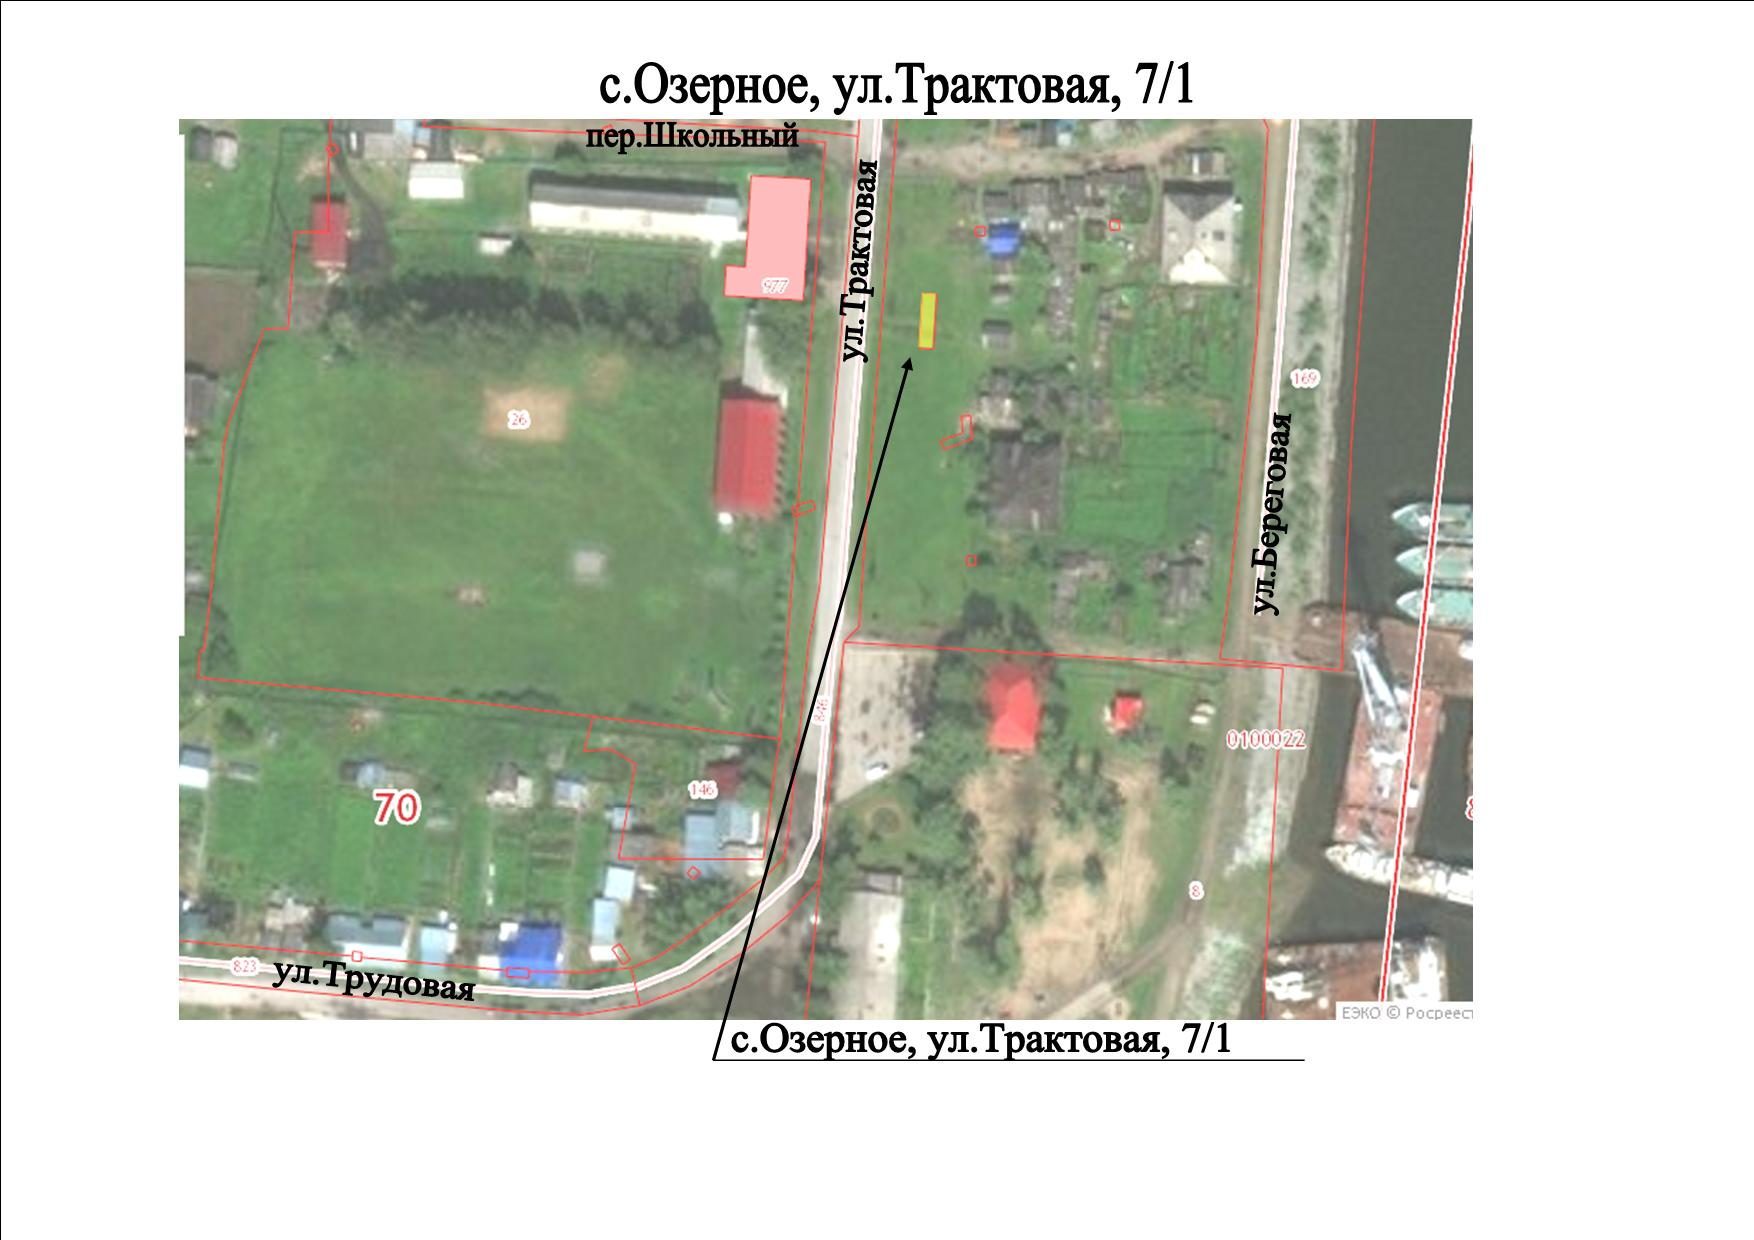 с.Озерное, ул.Трактовая, 7/1
пер.Школьный
ул.Трактовая
977
26
169
ул.Береговая
846
0100022
146
70
8
823
ул.Трудовая
ЕЭКО © Росреест
с.Озерное, ул.Трактовая, 7/1